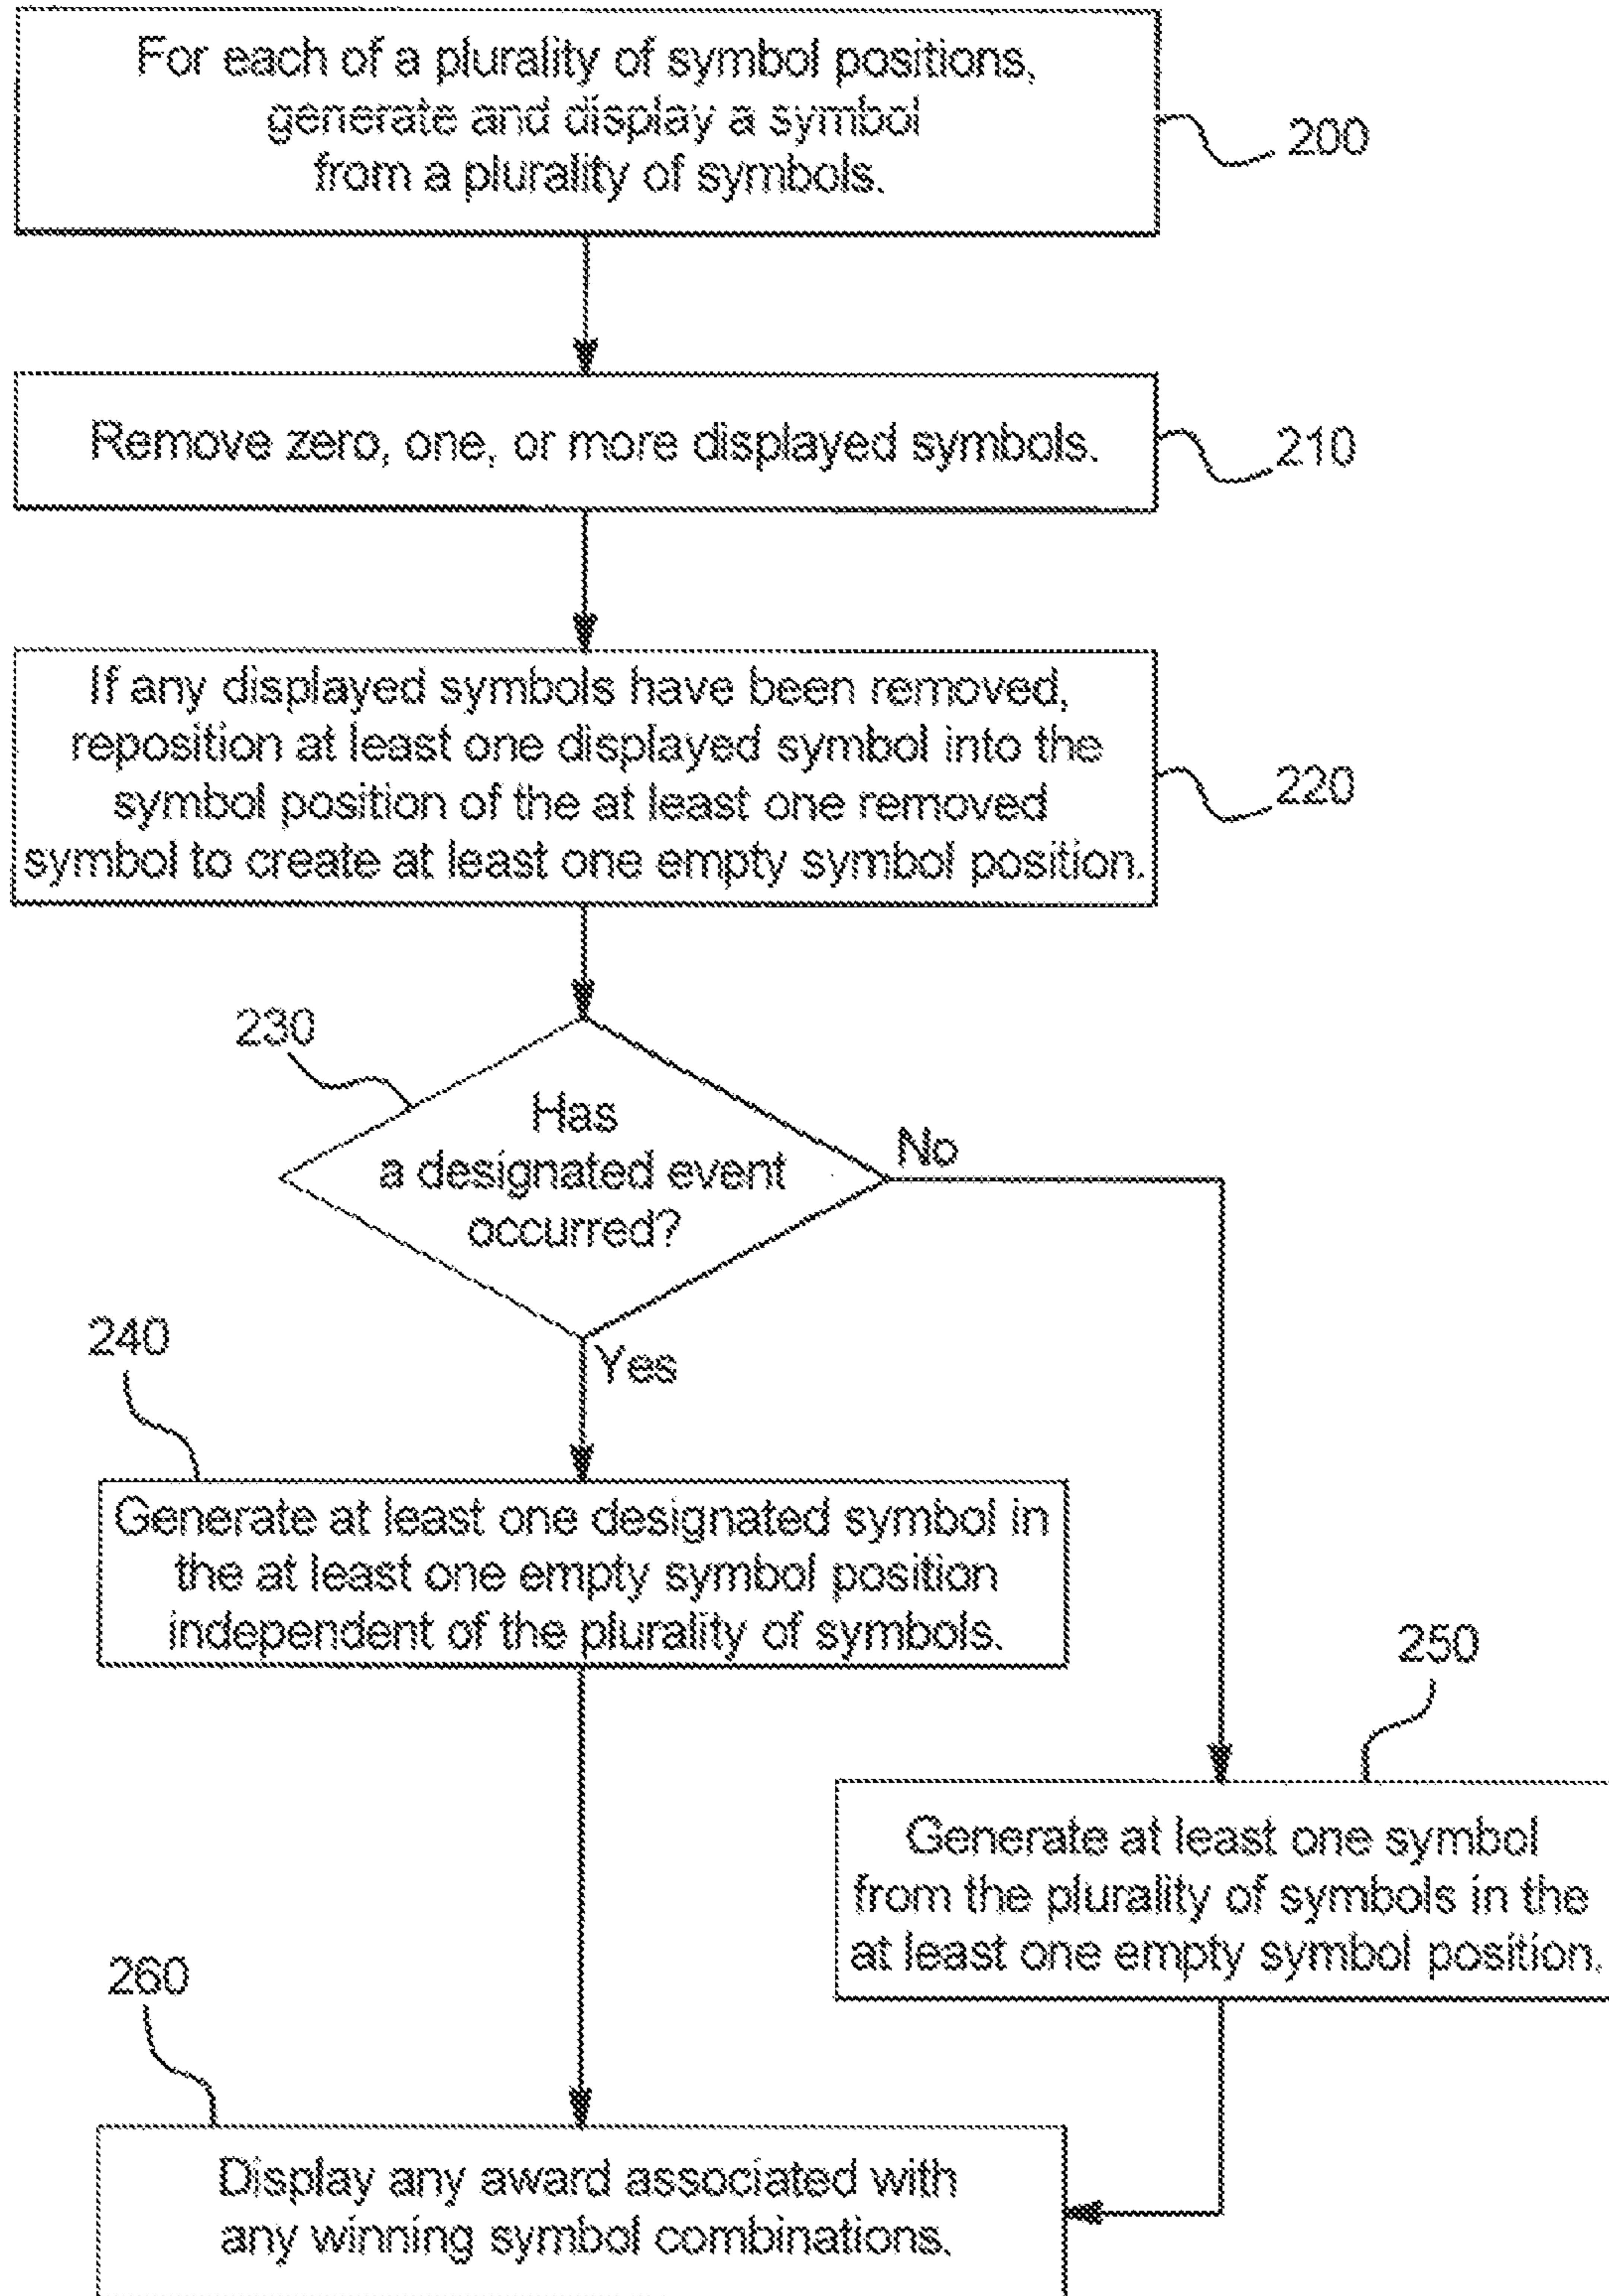 For each of a plurality of symbol positions,
generate and display a symbol
from a plurality of symbols.
200
Remove zero, one, or more displayed symbols.
210
If any displayed symbols have been removed,
reposition at least one displayed symbol into the
symbol position of the at least one removed
symbol to create at least one empty symbol position.
220
230
Has
a designated event
occurred?
No
Yes
240
Generate at least one designated symbol in
the at least one empty symbol position
independent of the plurality of symbols.
250
Generate at least one symbol
from the plurality of symbols in the
at least one empty symbol position.
260
Display any award associated with
any winning symbol combinations.